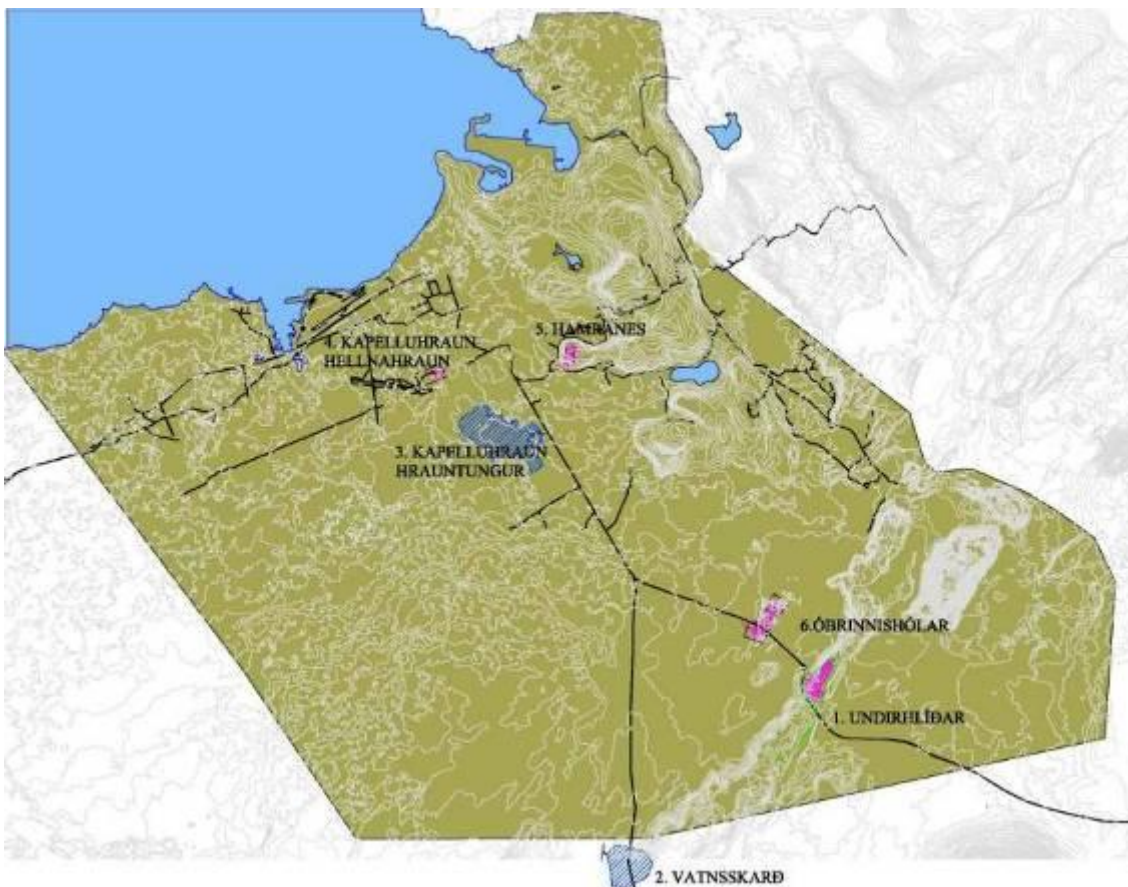 5. HAMRANES
4. KAPELLUHRAUN
HELLNAHRAUN
3. KAPELLUHRAUN
HRAUNTUNGUR
6.ÓBRINNISHÓLAR
1. UNDIRHLÍÐAR
2. VATNSSKARÐ